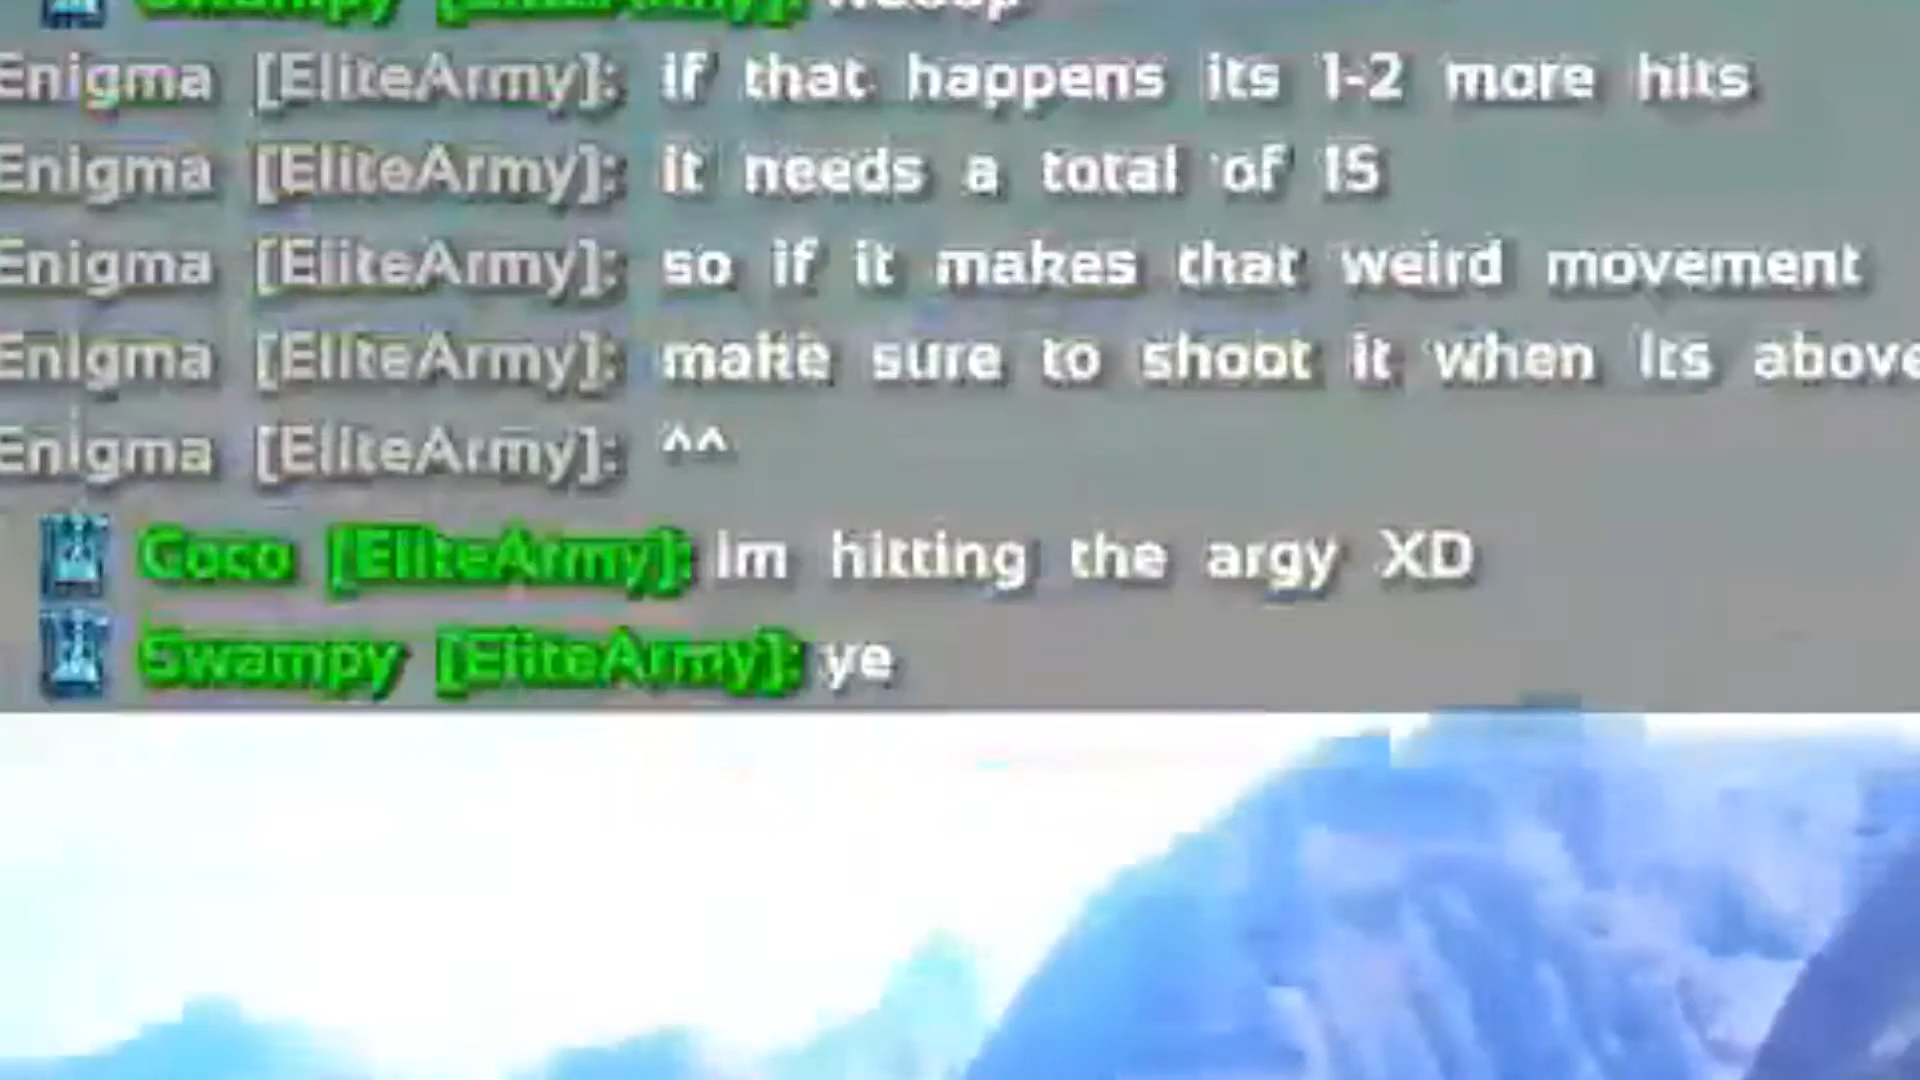 Swampy [EliteArmy]:
Enigma [EliteArmy]: if that happens its 1-2 more hits
Enigma [EliteArmy]: it needs a total of 15
Enigma [EliteArmy]: so if it makes that weird movement
Enigma [EliteArmy]: make sure to shoot it when its above
Enigma [EliteArmy]: ^^
Coco [EliteArmy]: im hitting the argy XD
Swampy [EliteArmy]: ye